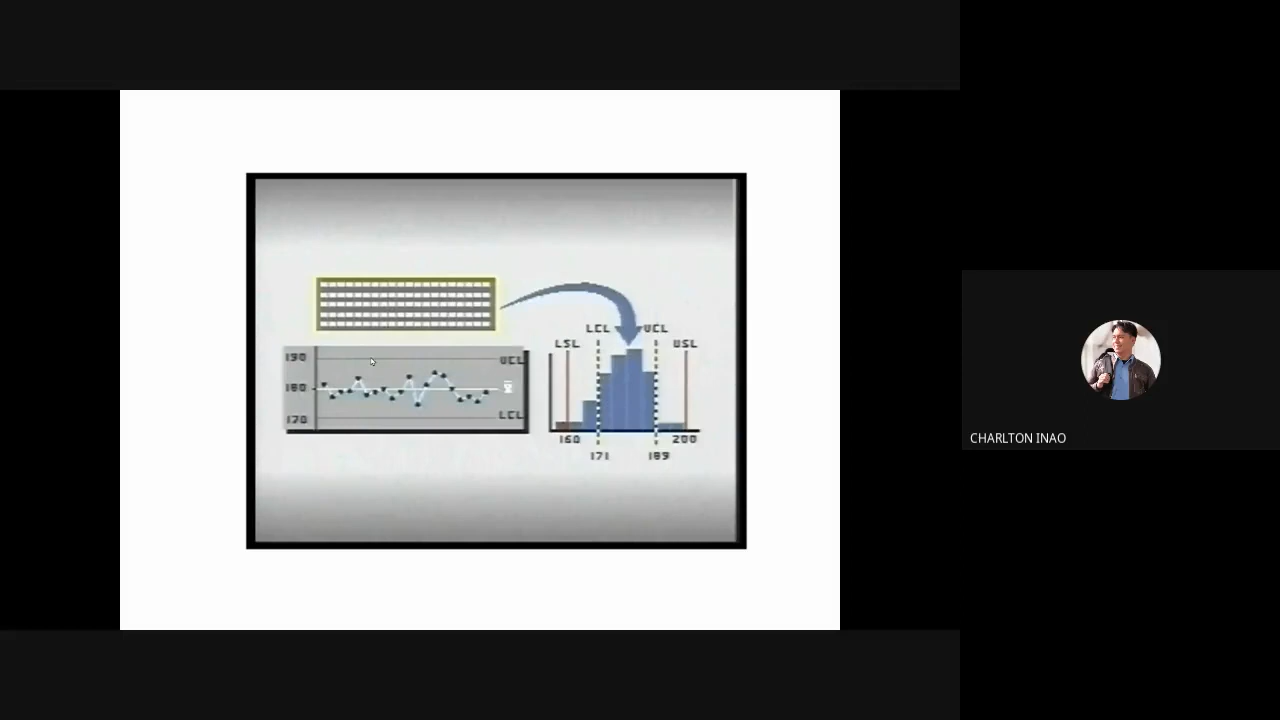 LCL UCL
LSL USL
190 UCL
180 x̿
170 LCL
160 200
171 189
CHARLTON INAO